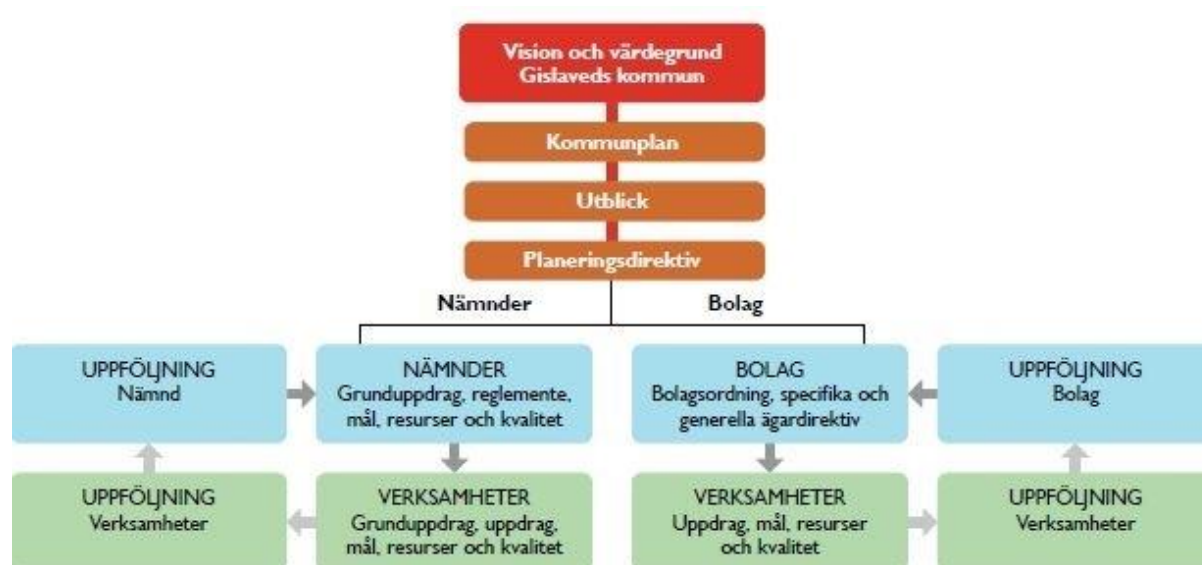 Vision och värdegrund
Gislaveds kommun
Kommunplan
Utblick
Planeringsdirektiv
Nämnder
Bolag
UPPFÖLJNING
Nämnd
NÄMNDER
Grunduppdrag, reglemente,
mål, resurser och kvalitet
BOLAG
Bolagsordning, specifika och
generella ägardirektiv
UPPFÖLJNING
Bolag
UPPFÖLJNING
Verksamheter
VERKSAMHETER
Grunduppdrag, uppdrag,
mål, resurser och kvalitet
VERKSAMHETER
Uppdrag, mål, resurser
och kvalitet
UPPFÖLJNING
Verksamheter